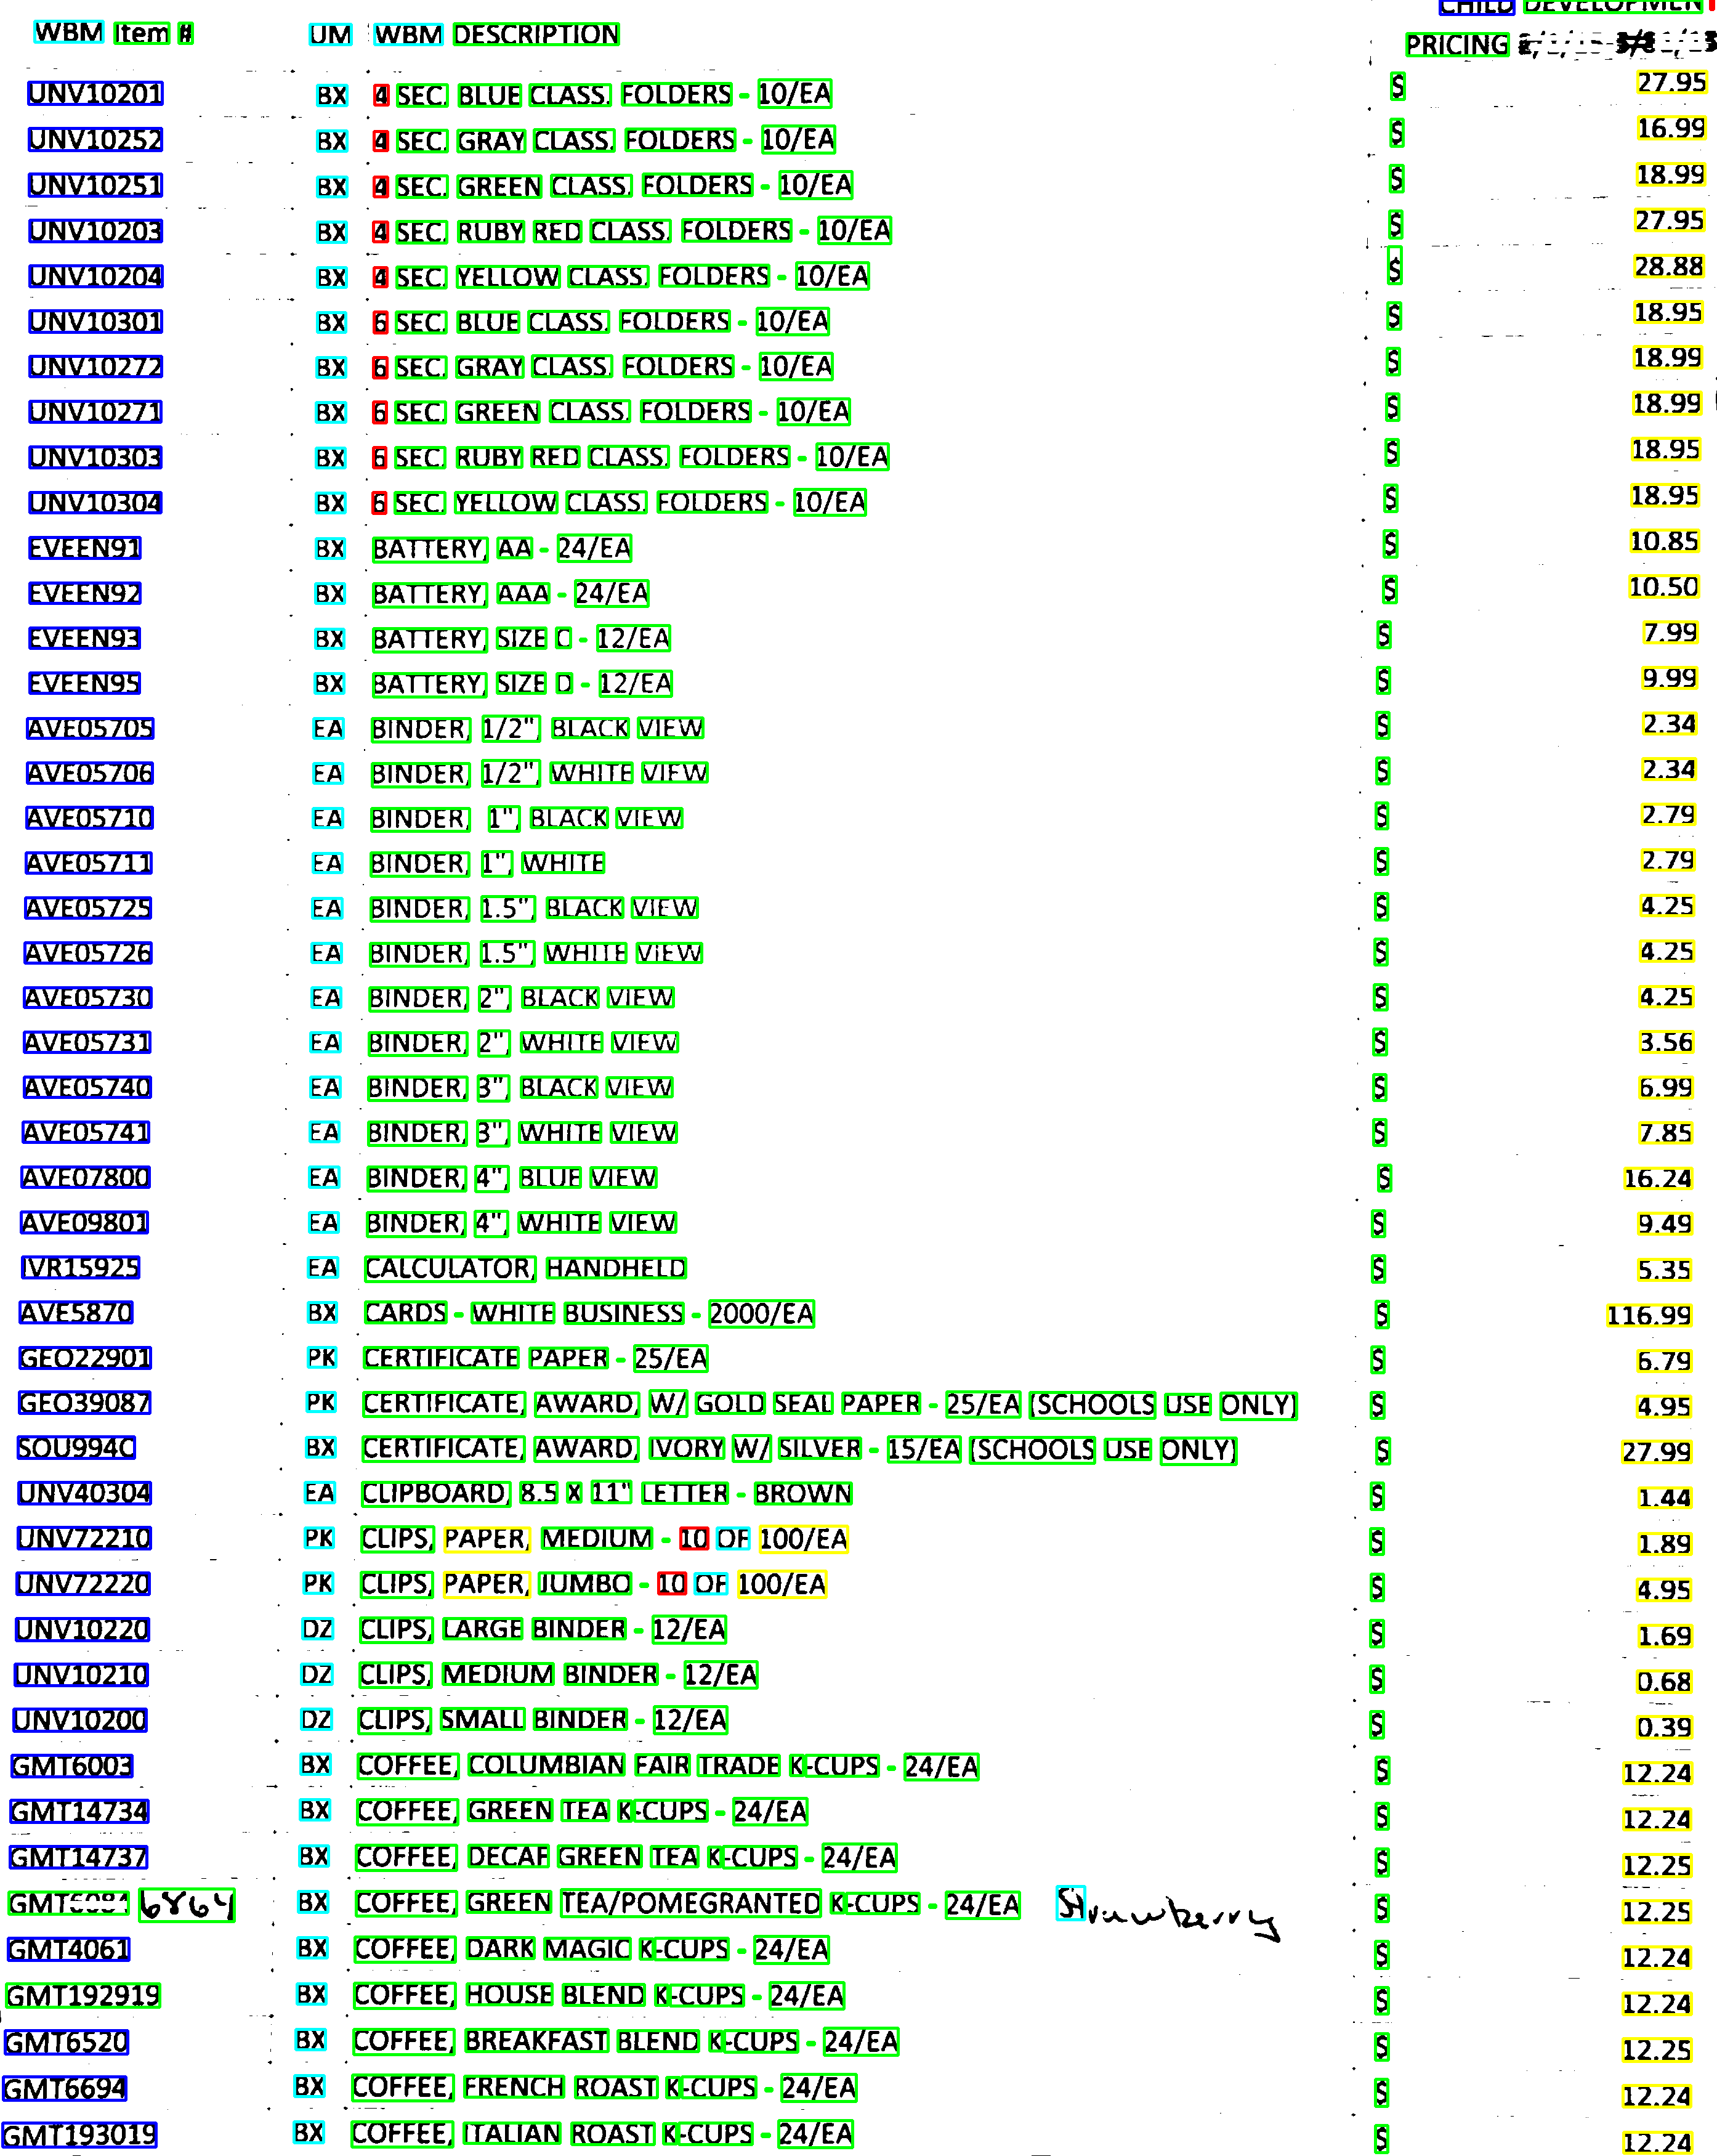 CHILD DEVELOPMEN
WBM Item # UM WBM DESCRIPTION PRICING
UNV10201 BX 4 SEC. BLUE CLASS. FOLDERS - 10/EA $ 27.95
UNV10252 BX 4 SEC. GRAY CLASS. FOLDERS - 10/EA $ 16.99
UNV10251 BX 4 SEC. GREEN CLASS. FOLDERS - 10/EA $ 18.99
UNV10203 BX 4 SEC. RUBY RED CLASS. FOLDERS - 10/EA $ 27.95
UNV10204 BX 4 SEC. YELLOW CLASS. FOLDERS - 10/EA $ 28.88
UNV10301 BX 6 SEC. BLUE CLASS. FOLDERS - 10/EA $ 18.95
UNV10272 BX 6 SEC. GRAY CLASS. FOLDERS - 10/EA $ 18.99
UNV10271 BX 6 SEC. GREEN CLASS. FOLDERS - 10/EA $ 18.99
UNV10303 BX 6 SEC. RUBY RED CLASS. FOLDERS - 10/EA $ 18.95
UNV10304 BX 6 SEC. YELLOW CLASS. FOLDERS - 10/EA $ 18.95
EVEEN91 BX BATTERY, AA - 24/EA $ 10.85
EVEEN92 BX BATTERY, AAA - 24/EA $ 10.50
EVEEN93 BX BATTERY, SIZE C - 12/EA $ 7.99
EVEEN95 BX BATTERY, SIZE D - 12/EA $ 9.99
AVE05705 EA BINDER, 1/2", BLACK VIEW $ 2.34
AVE05706 EA BINDER, 1/2", WHITE VIEW $ 2.34
AVE05710 EA BINDER, 1", BLACK VIEW $ 2.79
AVE05711 EA BINDER, 1", WHITE $ 2.79
AVE05725 EA BINDER, 1.5", BLACK VIEW $ 4.25
AVE05726 EA BINDER, 1.5", WHITE VIEW $ 4.25
AVE05730 EA BINDER, 2", BLACK VIEW $ 4.25
AVE05731 EA BINDER, 2", WHITE VIEW $ 3.56
AVE05740 EA BINDER, 3", BLACK VIEW $ 6.99
AVE05741 EA BINDER, 3", WHITE VIEW $ 7.85
AVE07800 EA BINDER, 4", BLUE VIEW $ 16.24
AVE09801 EA BINDER, 4", WHITE VIEW $ 9.49
IVR15925 EA CALCULATOR, HANDHELD $ 5.35
AVE5870 BX CARDS - WHITE BUSINESS - 2000/EA $ 116.99
GEO22901 PK CERTIFICATE PAPER - 25/EA $ 6.79
GEO39087 PK CERTIFICATE, AWARD, W/ GOLD SEAL PAPER - 25/EA (SCHOOLS USE ONLY) $ 4.95
SOU994C BX CERTIFICATE, AWARD, IVORY W/ SILVER - 15/EA (SCHOOLS USE ONLY) $ 27.99
UNV40304 EA CLIPBOARD, 8.5 X 11" LETTER - BROWN $ 1.44
UNV72210 PK CLIPS, PAPER, MEDIUM - 10 OF 100/EA $ 1.89
UNV72220 PK CLIPS, PAPER, JUMBO - 10 OF 100/EA $ 4.95
UNV10220 DZ CLIPS, LARGE BINDER - 12/EA $ 1.69
UNV10210 DZ CLIPS, MEDIUM BINDER - 12/EA $ 0.68
UNV10200 DZ CLIPS, SMALL BINDER - 12/EA $ 0.39
GMT6003 BX COFFEE, COLUMBIAN FAIR TRADE K-CUPS - 24/EA $ 12.24
GMT14734 BX COFFEE, GREEN TEA K-CUPS - 24/EA $ 12.24
GMT14737 BX COFFEE, DECAF GREEN TEA K-CUPS - 24/EA $ 12.25
6864 BX COFFEE, GREEN TEA/POMEGRANTED K-CUPS - 24/EA Strawberry $ 12.25
GMT4061 BX COFFEE, DARK MAGIC K-CUPS - 24/EA $ 12.24
GMT192919 BX COFFEE, HOUSE BLEND K-CUPS - 24/EA $ 12.24
GMT6520 BX COFFEE, BREAKFAST BLEND K-CUPS - 24/EA $ 12.25
GMT6694 BX COFFEE, FRENCH ROAST K-CUPS - 24/EA $ 12.24
GMT193019 BX COFFEE, ITALIAN ROAST K-CUPS - 24/EA $ 12.24